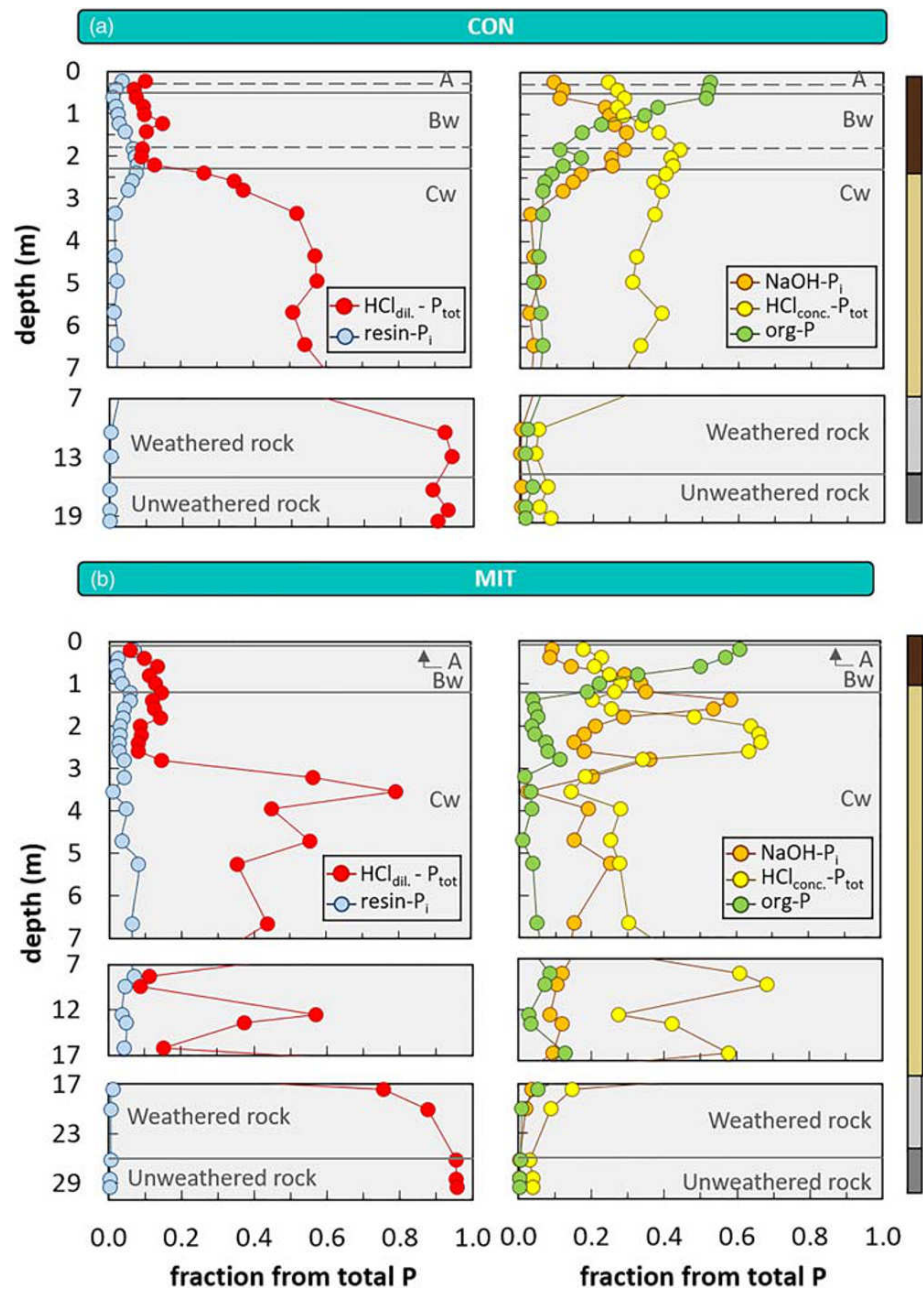 (a) CON
0
1
2
3
4
5
6
7
depth (m)
A
Bw
Cw
HCldil. - Ptot
resin-Pi
A
Bw
Cw
NaOH-Pi
HClconc.-Ptot
org-P
7
13
19
Weathered rock
Unweathered rock
Weathered rock
Unweathered rock
(b) MIT
0
1
2
3
4
5
6
7
depth (m)
A
Bw
Cw
HCldil. - Ptot
resin-Pi
A
Bw
Cw
NaOH-Pi
HClconc.-Ptot
org-P
7
12
17
17
23
29
Weathered rock
Unweathered rock
Weathered rock
Unweathered rock
0.0 0.2 0.4 0.6 0.8 1.0
0.0 0.2 0.4 0.6 0.8 1.0
fraction from total P
fraction from total P